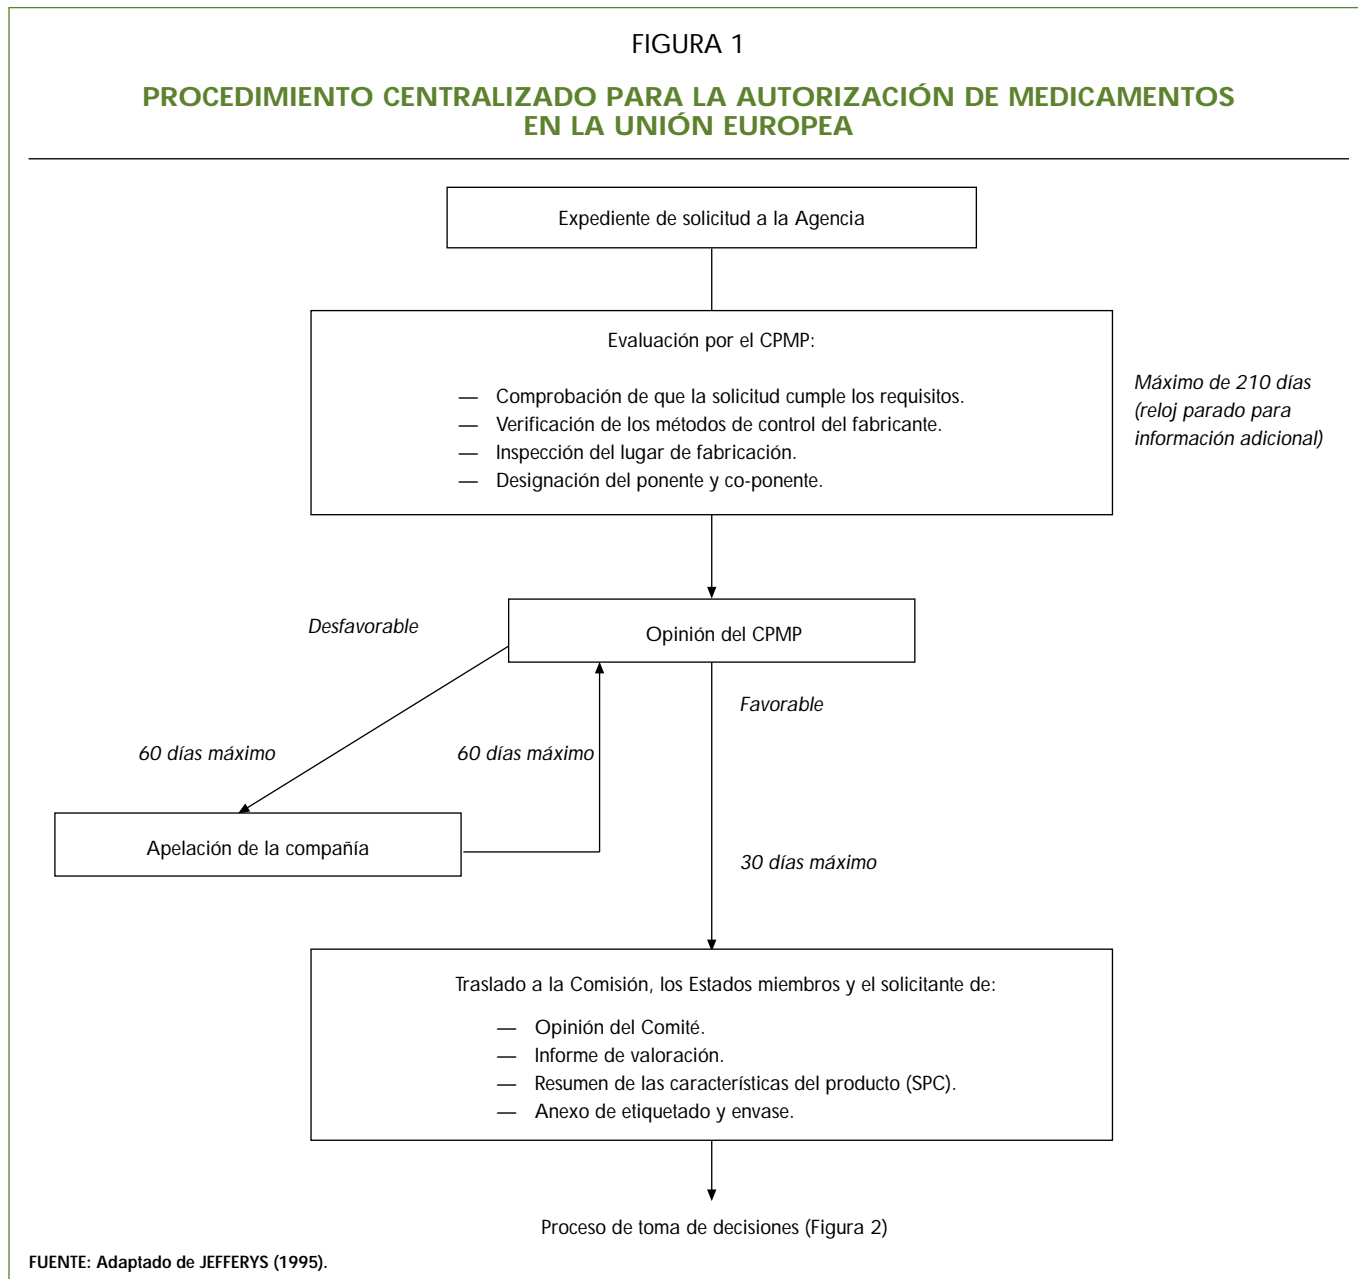 FIGURA 1
PROCEDIMIENTO CENTRALIZADO PARA LA AUTORIZACIÓN DE MEDICAMENTOS
EN LA UNIÓN EUROPEA
Expediente de solicitud a la Agencia
Evaluación por el CPMP:
— Comprobación de que la solicitud cumple los requisitos.
— Verificación de los métodos de control del fabricante.
— Inspección del lugar de fabricación.
— Designación del ponente y co-ponente.
Máximo de 210 días
(reloj parado para
información adicional)
Opinión del CPMP
Desfavorable
Favorable
60 días máximo
60 días máximo
Apelación de la compañía
30 días máximo
Traslado a la Comisión, los Estados miembros y el solicitante de:
— Opinión del Comité.
— Informe de valoración.
— Resumen de las características del producto (SPC).
— Anexo de etiquetado y envase.
Proceso de toma de decisiones (Figura 2)
FUENTE: Adaptado de JEFFERYS (1995).